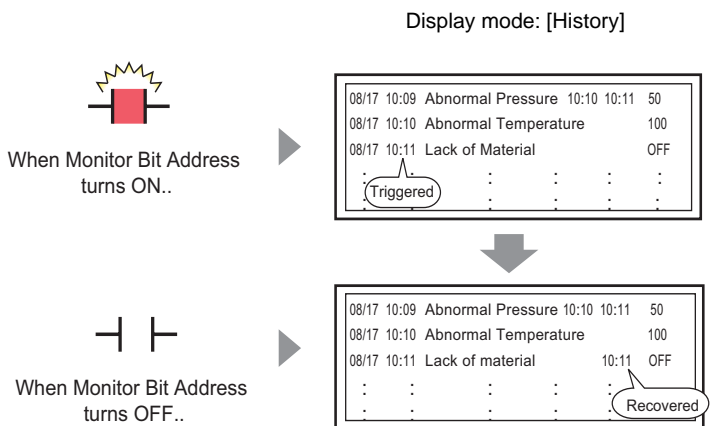 Display mode: [History]
When Monitor Bit Address
turns ON..
08/17 10:09 Abnormal Pressure 10:10 10:11 50
08/17 10:10 Abnormal Temperature 100
08/17 10:11 Lack of Material OFF
: : : : :
Triggered
: : : : :
When Monitor Bit Address
turns OFF..
08/17 10:09 Abnormal Pressure 10:10 10:11 50
08/17 10:10 Abnormal Temperature 100
08/17 10:11 Lack of material 10:11 OFF
: : : : :
Recovered
: : : : :